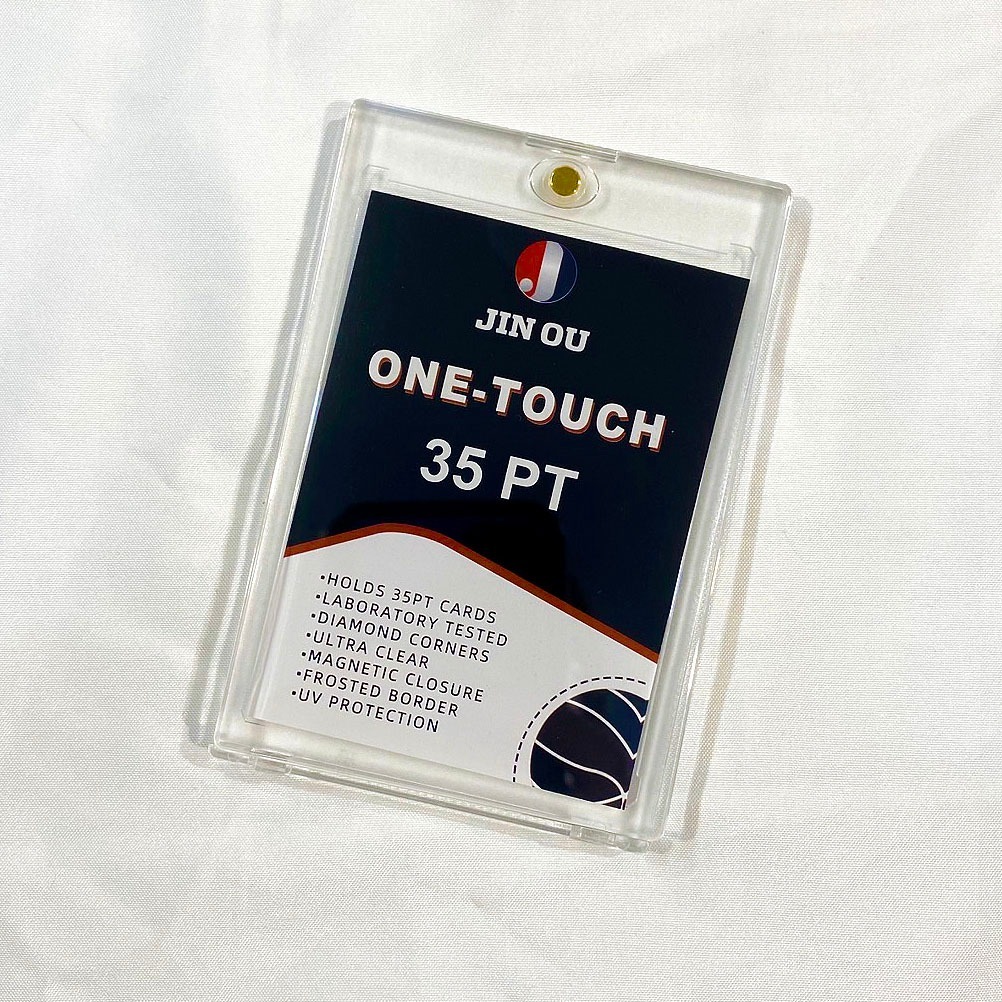 J
JIN OU
ONE-TOUCH
35 PT
•HOLDS 35PT CARDS
•LABORATORY TESTED
•DIAMOND CORNERS
•ULTRA CLEAR
•MAGNETIC CLOSURE
•FROSTED BORDER
•UV PROTECTION